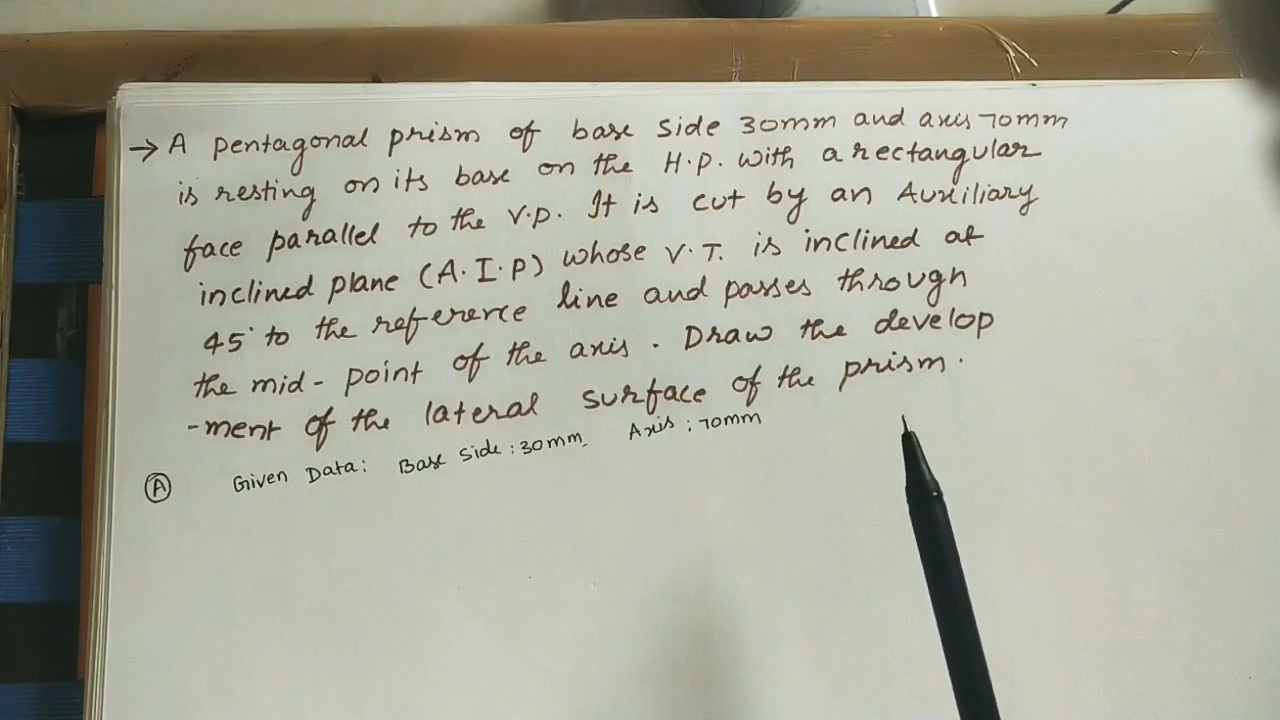 → A pentagonal prism of base side 30mm and axis 70mm
is resting on its base on the H.P. with a rectangular
face parallel to the V.P. It is cut by an Auxiliary
inclined plane (A.I.P) whose V.T. is inclined at
45° to the reference line and passes through
the mid-point of the axis. Draw the develop
-ment of the lateral surface of the prism.
Ⓐ Given Data: Base side: 30mm, Axis: 70mm